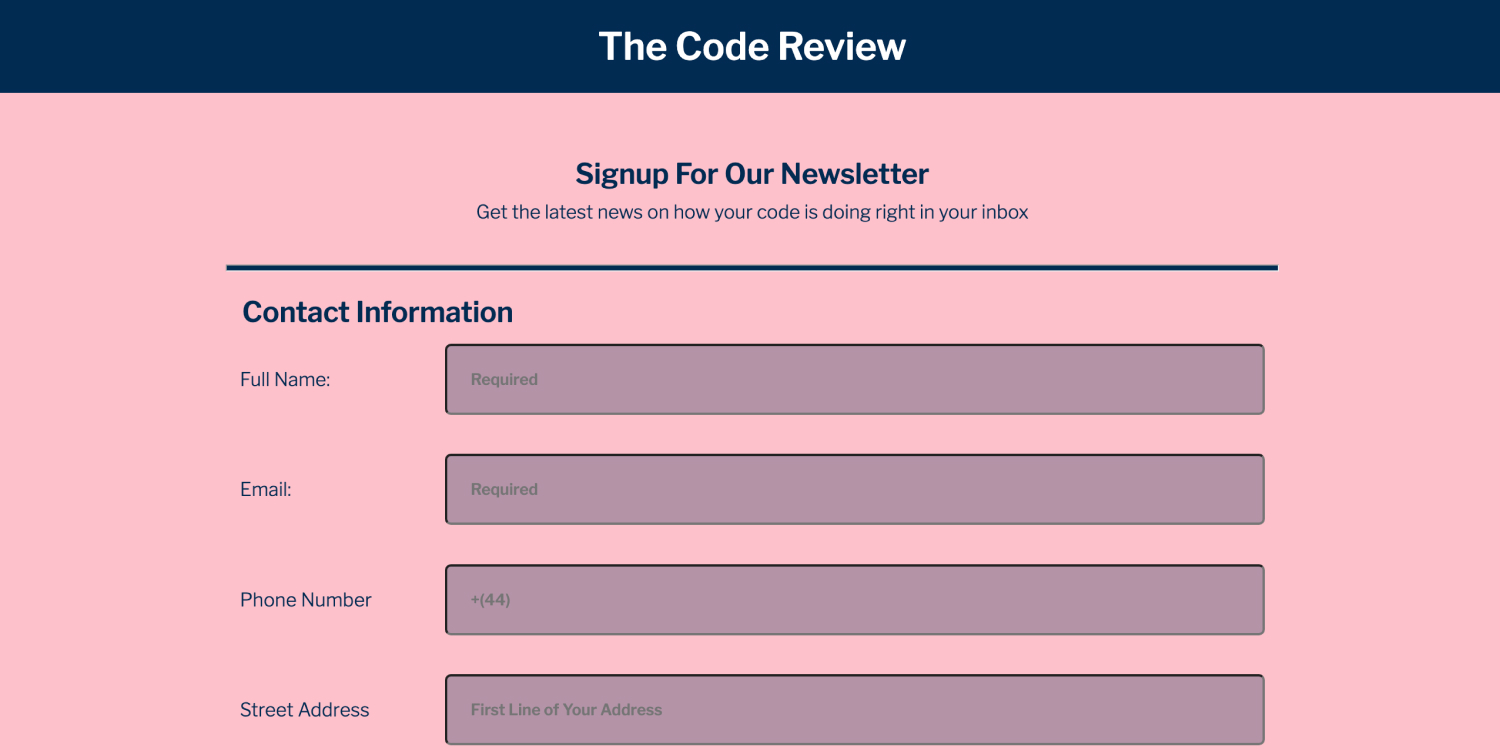 The Code Review
Signup For Our Newsletter
Get the latest news on how your code is doing right in your inbox
Contact Information
Full Name:
Required
Email:
Required
Phone Number
+(44)
Street Address
First Line of Your Address